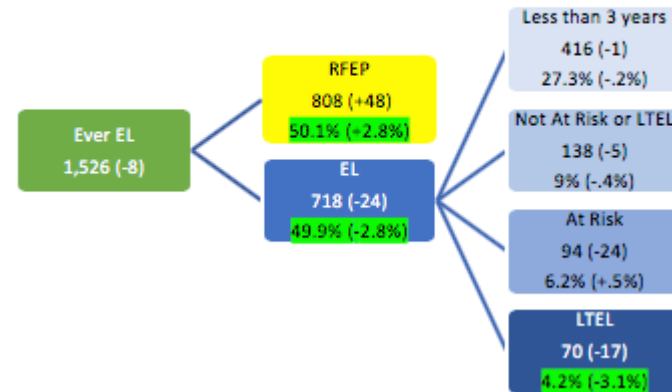 Ever EL
1,526 (-8)
RFEP
808 (+48)
50.1% (+2.8%)
EL
718 (-24)
49.9% (-2.8%)
Less than 3 years
416 (-1)
27.3% (-.2%)
Not At Risk or LTEL
138 (-5)
9% (-.4%)
At Risk
94 (-24)
6.2% (+.5%)
LTEL
70 (-17)
4.2% (-3.1%)